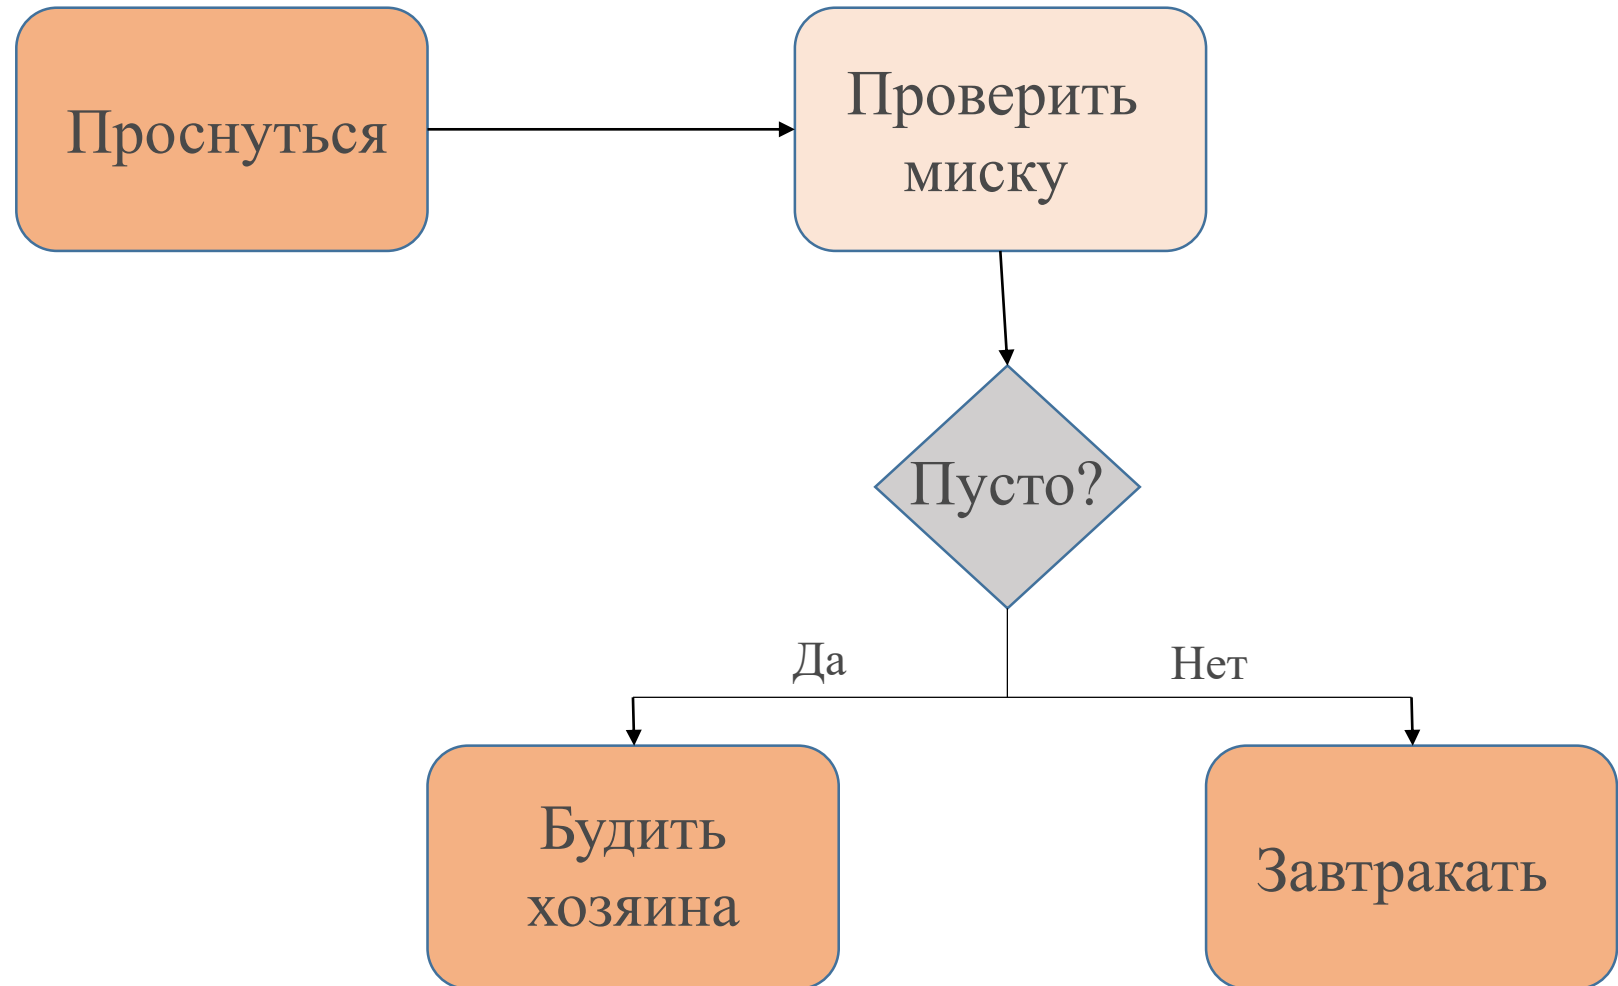 Проснуться
Проверить
миску
Пусто?
Да
Нет
Будить
хозяина
Завтракать